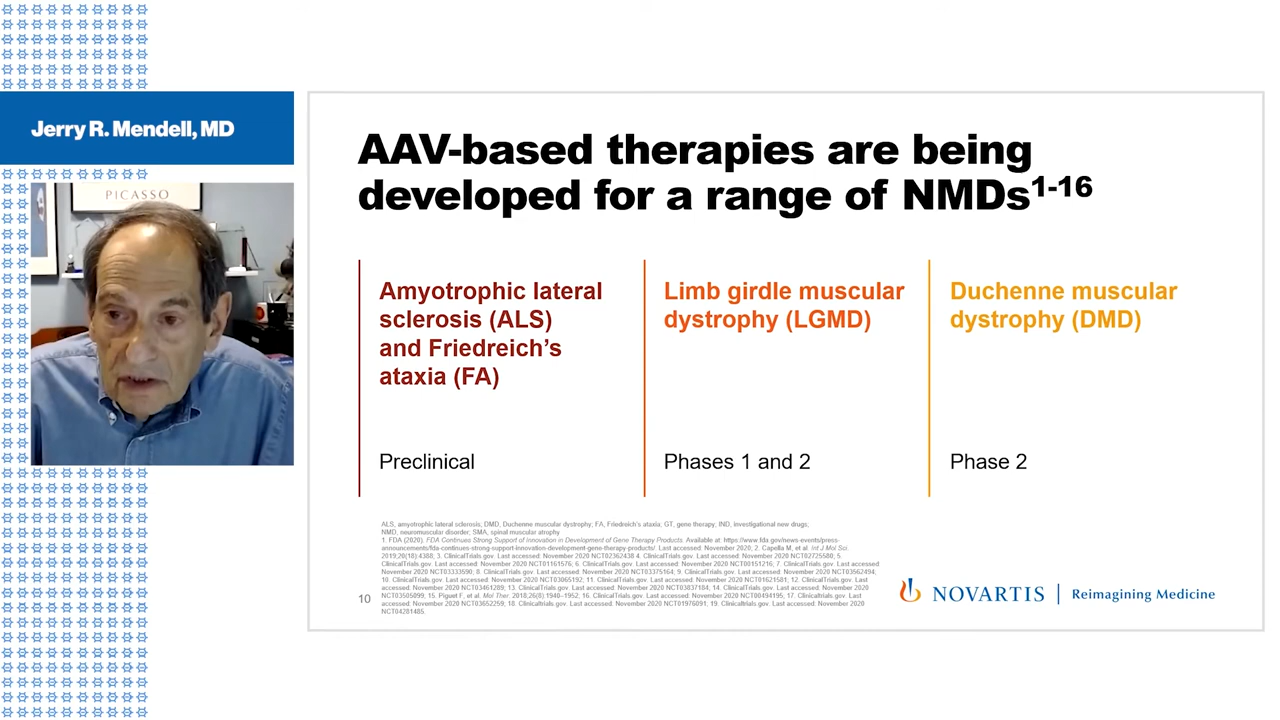 Jerry R. Mendell, MD
PICASSO
AAV-based therapies are being
developed for a range of NMDs1-16
Amyotrophic lateral
sclerosis (ALS)
and Friedreich's
ataxia (FA)
Preclinical
Limb girdle muscular
dystrophy (LGMD)
Phases 1 and 2
Duchenne muscular
dystrophy (DMD)
Phase 2
ALS, amyotrophic lateral sclerosis; DMD, Duchenne muscular dystrophy; FA, Friedreich's ataxia; GT, gene therapy; IND, investigational new drugs;
NMD, neuromuscular disorder; SMA, spinal muscular atrophy
1. FDA (2020). FDA Continues Strong Support of Innovation in Development of Gene Therapy Products. Available at: https://www.fda.gov/news-events/press-
announcements/fda-continues-strong-support-innovation-development-gene-therapy-products/. Last accessed: November 2020; 2. Capella M, et al. Int J Mol Sci.
2019;20(18):4388; 3. ClinicalTrials.gov. Last accessed: November 2020 NCT02362438 4. ClinicalTrials.gov. Last accessed: November 2020 NCT02725580; 5.
ClinicalTrials.gov. Last accessed: November 2020 NCT01161576; 6. ClinicalTrials.gov. Last accessed: November 2020 NCT00151216; 7. ClinicalTrials.gov. Last accessed
November 2020 NCT03333590; 8. ClinicalTrials.gov. Last accessed: November 2020 NCT03375164; 9. ClinicalTrials.gov. Last accessed: November 2020 NCT03562494;
10. ClinicalTrials.gov. Last accessed: November 2020 NCT03065192; 11. ClinicalTrials.gov. Last accessed: November 2020 NCT01621581; 12. ClinicalTrials.gov. Last
accessed: November 2020 NCT03461289; 13. ClinicalTrials.gov. Last accessed: November 2020 NCT03837184; 14. ClinicalTrials.gov. Last accessed: November 2020
NCT03505099; 15. Piguet F, et al. Mol Ther. 2018;26(8):1940–1952; 16. ClinicalTrials.gov. Last accessed: November 2020 NCT00494195; 17. Clinicaltrials.gov. Last
accessed: November 2020 NCT03652259; 18. Clinicaltrials.gov. Last accessed: November 2020 NCT01976091; 19. Clinicaltrials.gov. Last accessed: November 2020
NCT04281485.
10
NOVARTIS | Reimagining Medicine